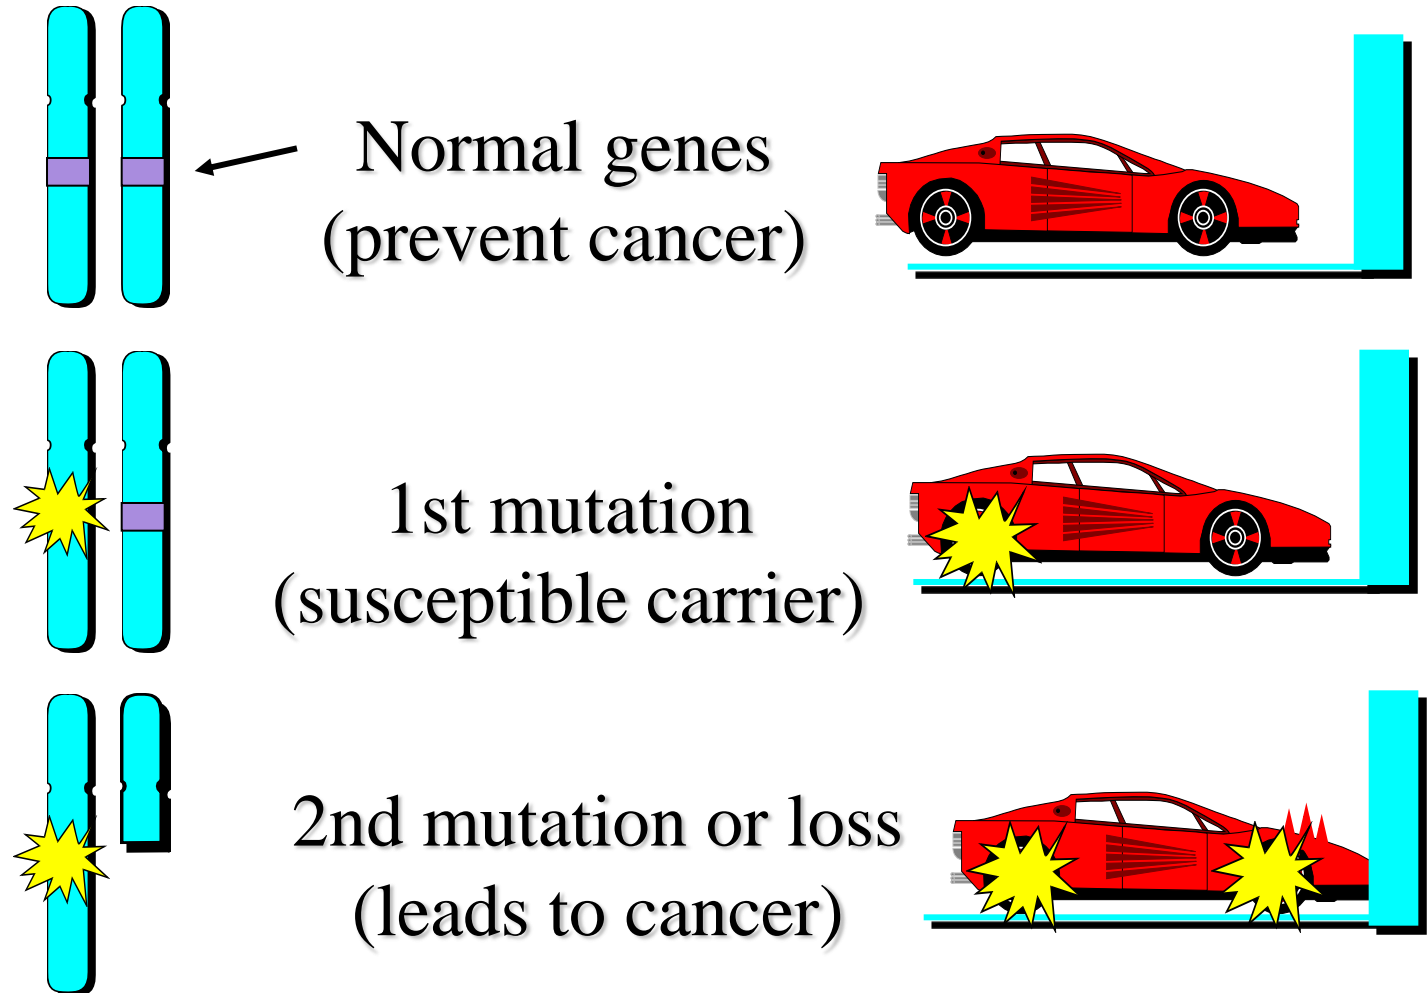 Normal genes
(prevent cancer)
1st mutation
(susceptible carrier)
2nd mutation or loss
(leads to cancer)